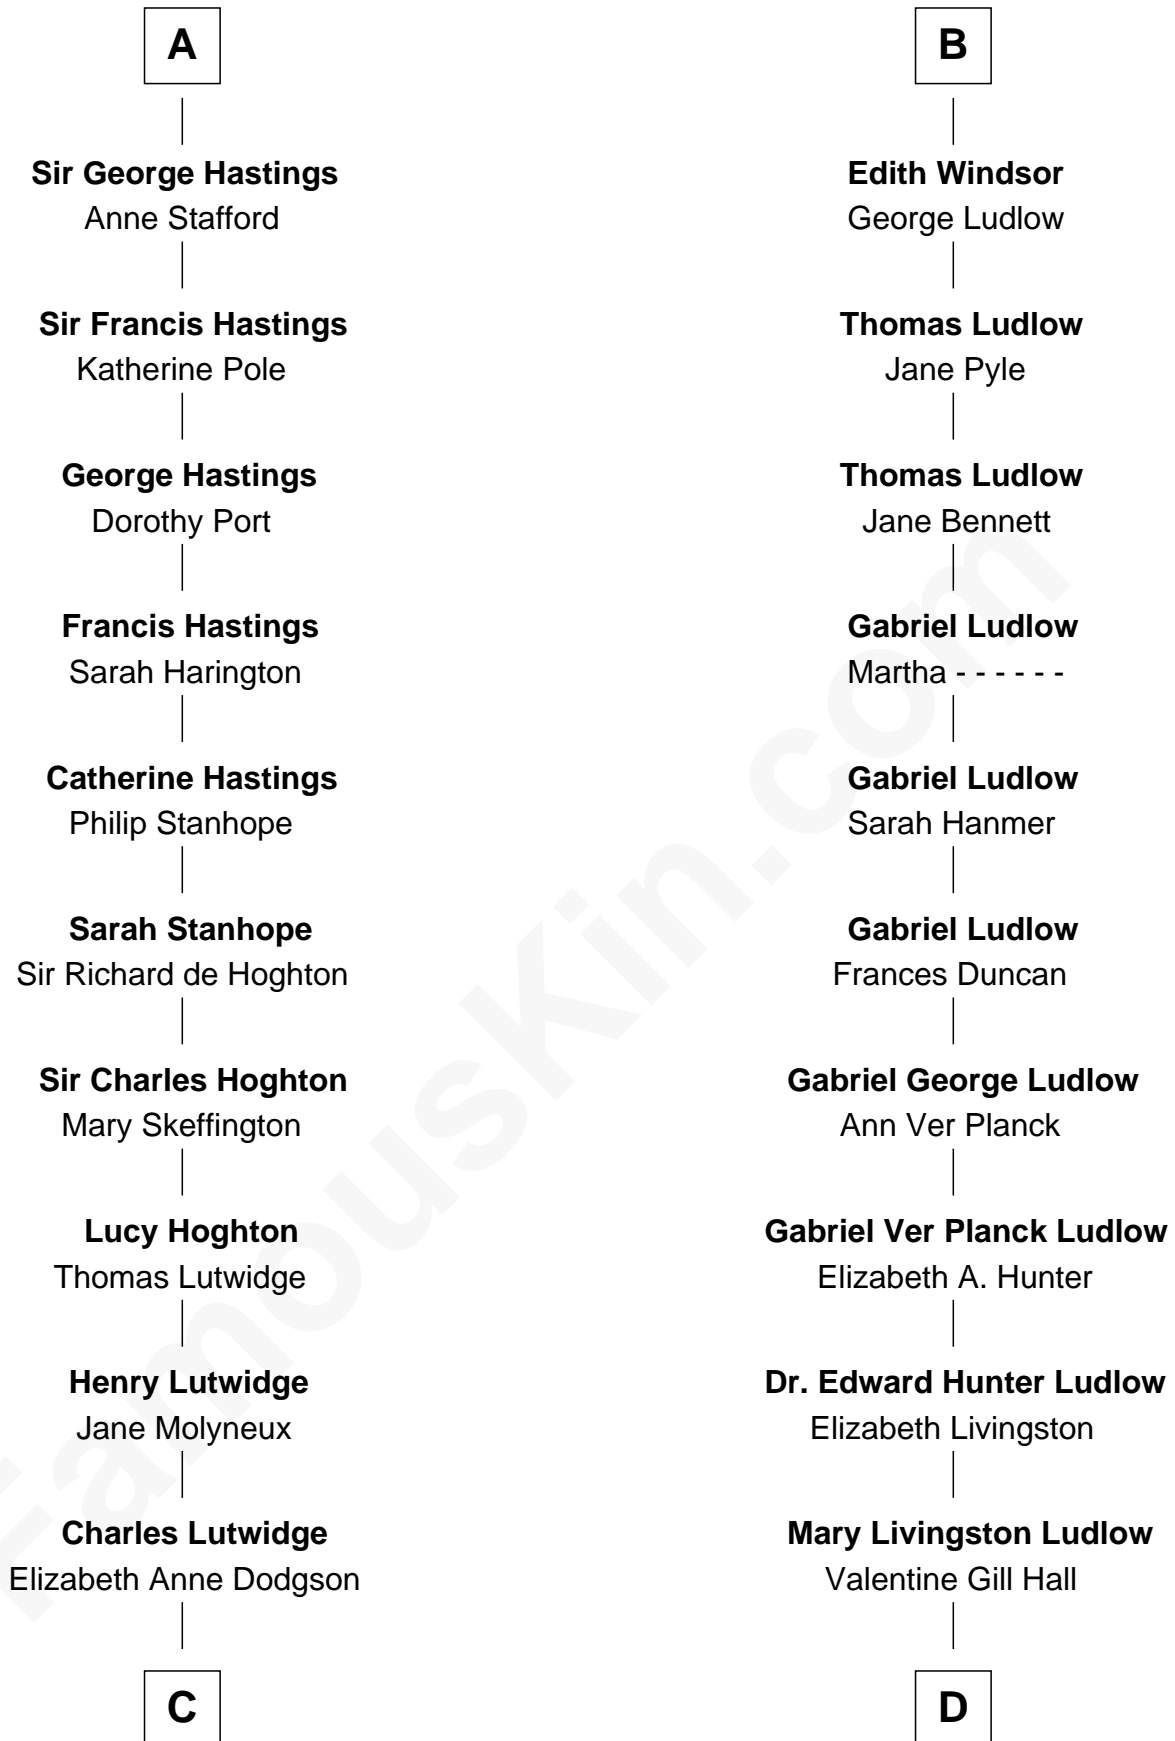 A
Sir George Hastings
Anne Stafford
Sir Francis Hastings
Katherine Pole
George Hastings
Dorothy Port
Francis Hastings
Sarah Harington
Catherine Hastings
Philip Stanhope
Sarah Stanhope
Sir Richard de Hoghton
Sir Charles Hoghton
Mary Skeffington
Lucy Hoghton
Thomas Lutwidge
Henry Lutwidge
Jane Molyneux
Charles Lutwidge
Elizabeth Anne Dodgson
C
B
Edith Windsor
George Ludlow
Thomas Ludlow
Jane Pyle
Thomas Ludlow
Jane Bennett
Gabriel Ludlow
Martha - - - - - -
Gabriel Ludlow
Sarah Hanmer
Gabriel Ludlow
Frances Duncan
Gabriel George Ludlow
Ann Ver Planck
Gabriel Ver Planck Ludlow
Elizabeth A. Hunter
Dr. Edward Hunter Ludlow
Elizabeth Livingston
Mary Livingston Ludlow
Valentine Gill Hall
D
FamousKin.com